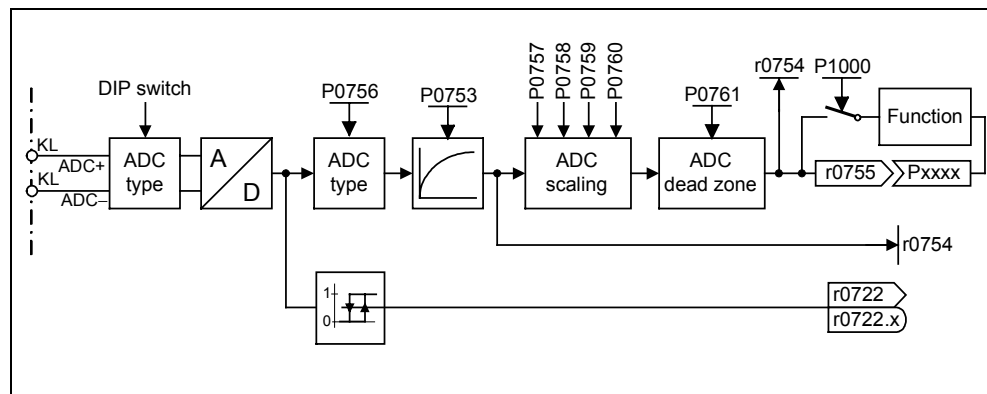 DIP switch
KL
ADC+
KL
ADC−
ADC
type
A
D
P0756
ADC
type
P0753
P0757
P0758
P0759
P0760
ADC
scaling
P0761
ADC
dead zone
r0754
P1000
Function
r0755
Pxxxx
r0754
1
0
r0722
r0722.x